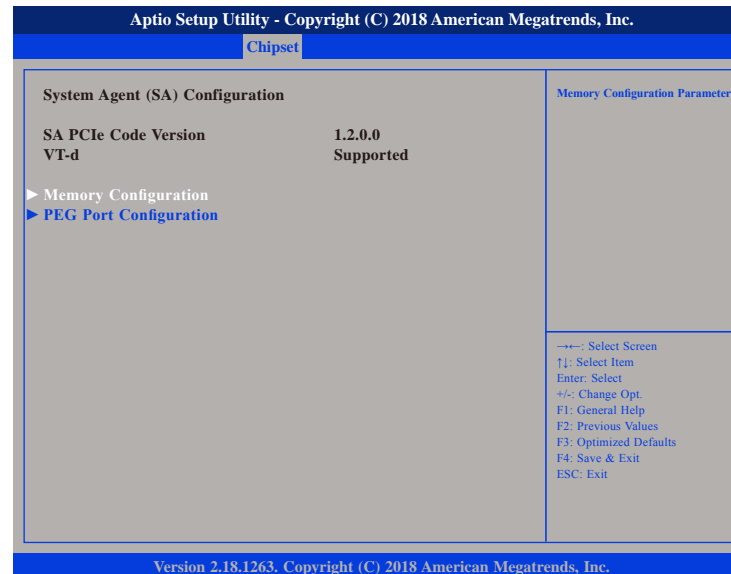 Aptio Setup Utility - Copyright (C) 2018 American Megatrends, Inc.
Chipset
System Agent (SA) Configuration
SA PCIe Code Version 1.2.0.0
VT-d Supported
▶ Memory Configuration
▶ PEG Port Configuration
Memory Configuration Parameter
→←: Select Screen
↑↓: Select Item
Enter: Select
+/-: Change Opt.
F1: General Help
F2: Previous Values
F3: Optimized Defaults
F4: Save & Exit
ESC: Exit
Version 2.18.1263. Copyright (C) 2018 American Megatrends, Inc.